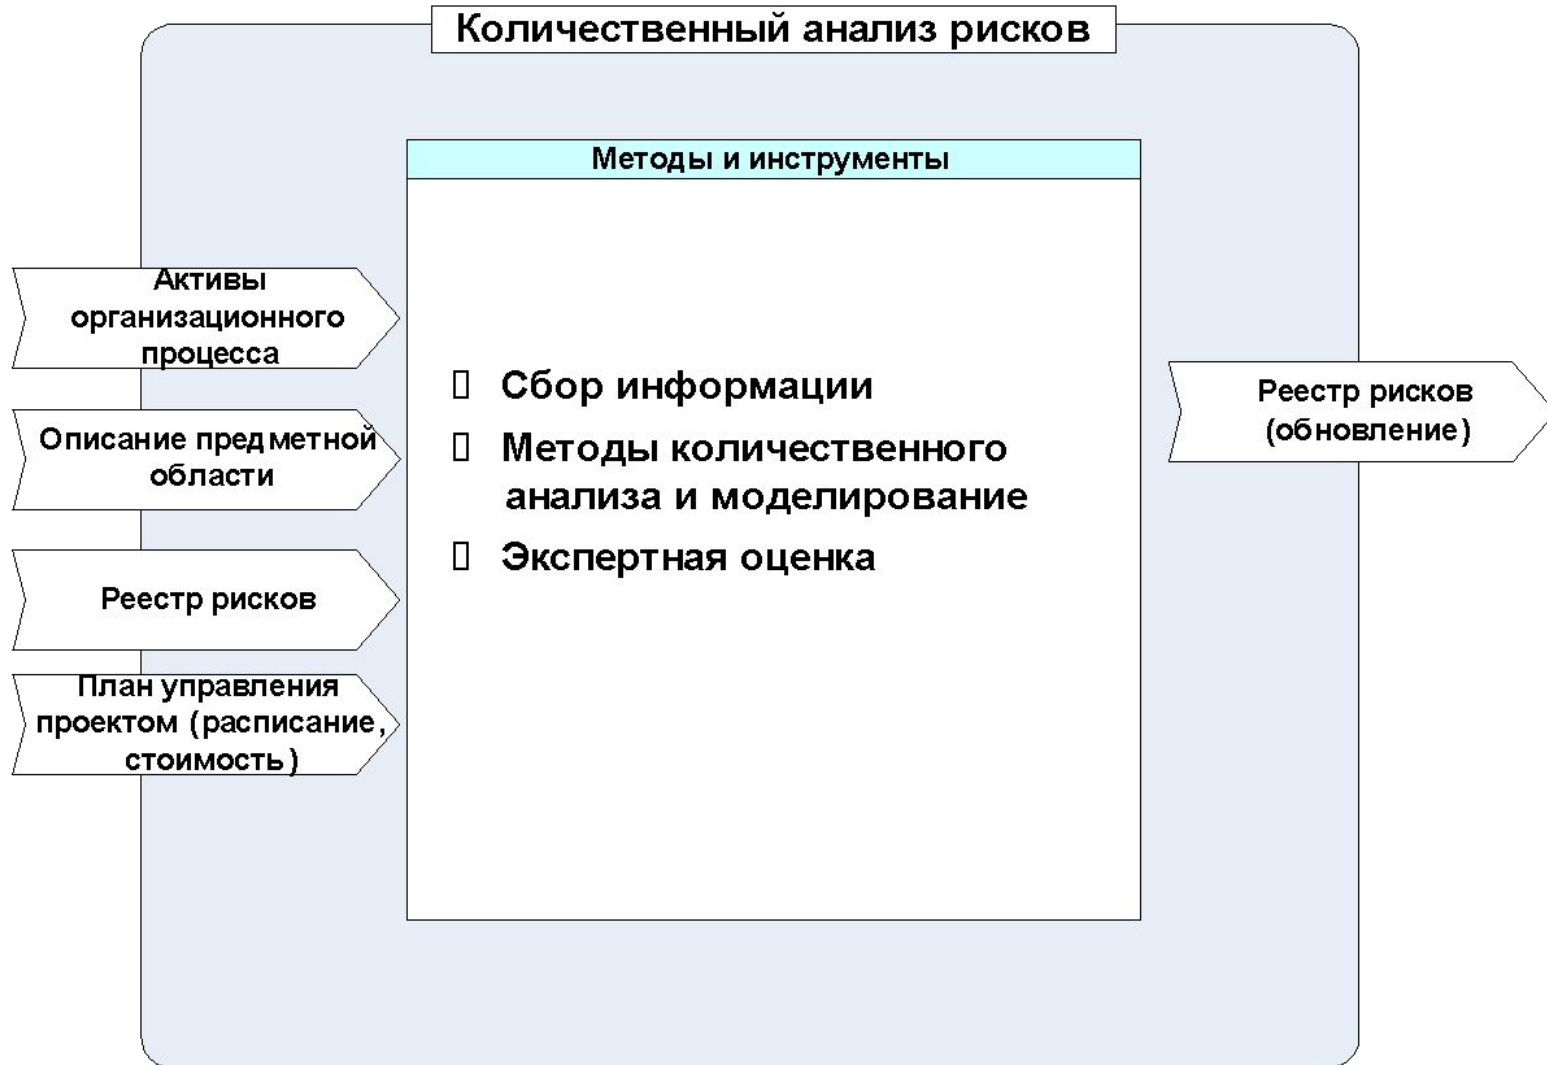 Количественный анализ рисков
Методы и инструменты
Активы
организационного
процесса
Описание предметной
области
Реестр рисков
План управления
проектом (расписание,
стоимость)
Сбор информации
Методы количественного
анализа и моделирование
Экспертная оценка
Реестр рисков
(обновление)